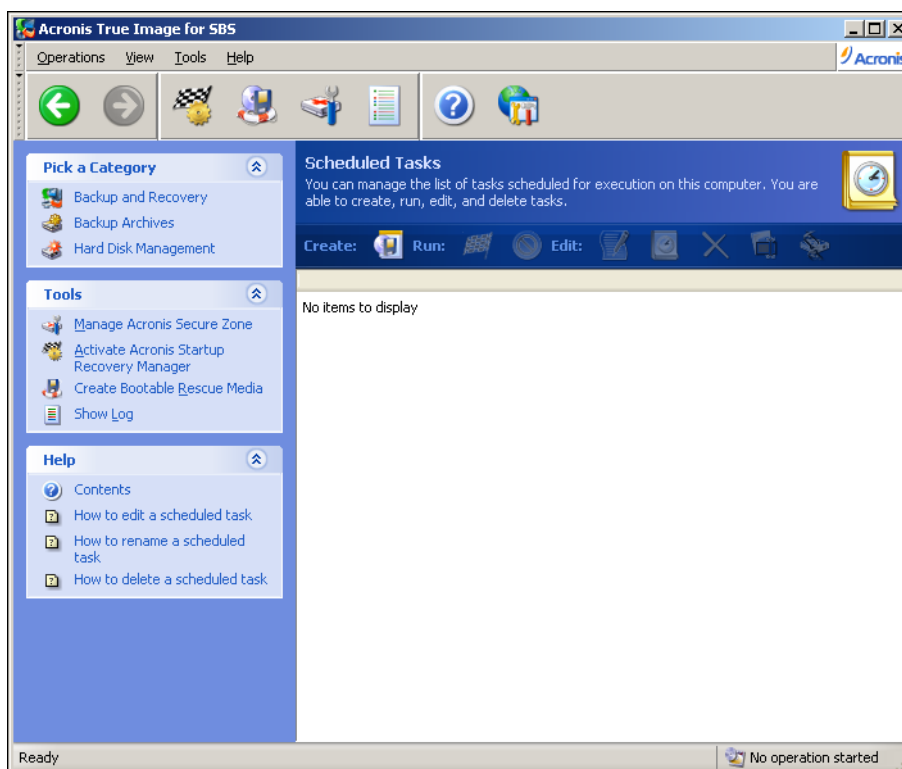 Acronis True Image for SBS
Operations View Tools Help
Acronis
Pick a Category
Backup and Recovery
Backup Archives
Hard Disk Management
Tools
Manage Acronis Secure Zone
Activate Acronis Startup
Recovery Manager
Create Bootable Rescue Media
Show Log
Help
Contents
How to edit a scheduled task
How to rename a scheduled
task
How to delete a scheduled task
Scheduled Tasks
You can manage the list of tasks scheduled for execution on this computer. You are
able to create, run, edit, and delete tasks.
Create: Run: Edit:
No items to display
Ready
No operation started